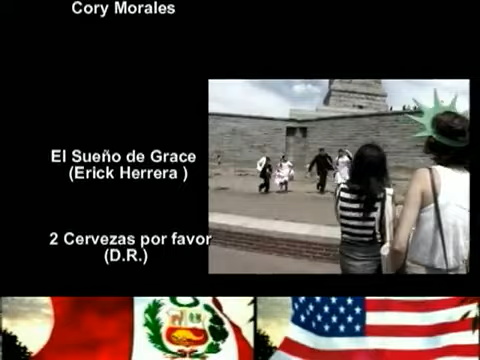 Cory Morales
El Sueño de Grace
(Erick Herrera )
2 Cervezas por favor
(D.R.)